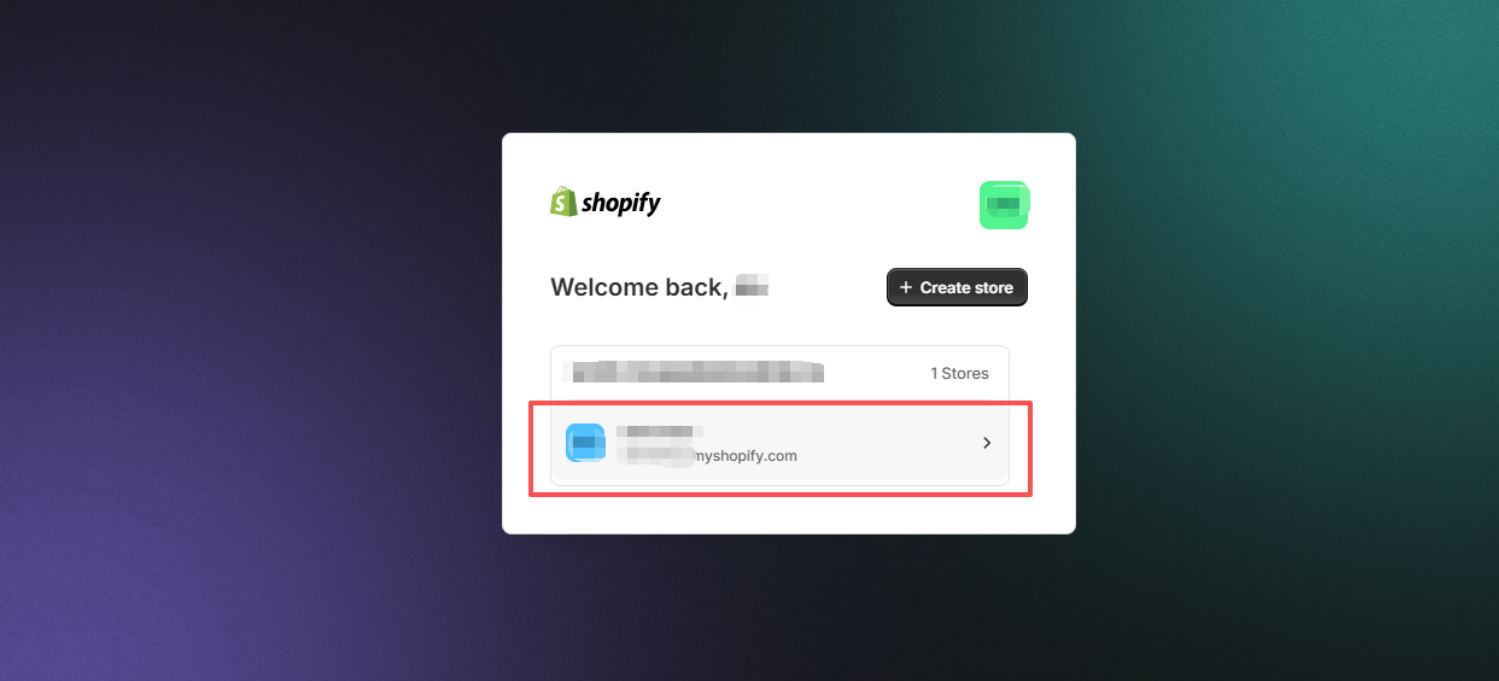 shopify
Welcome back,
+ Create store
1 Stores
myshopify.com